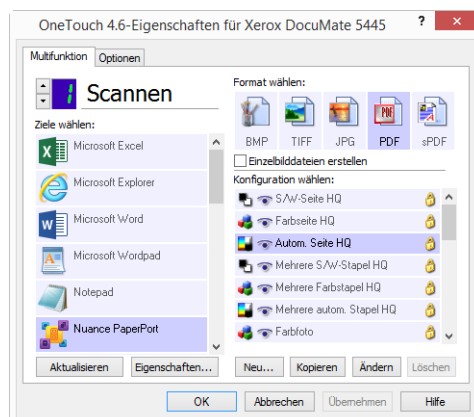 OneTouch 4.6-Eigenschaften für Xerox DocuMate 5445
Multifunktion
Optionen
1
Scannen
Ziele wählen:
Microsoft Excel
Microsoft Explorer
Microsoft Word
Microsoft Wordpad
Notepad
Nuance PaperPort
Aktualisieren
Eigenschaften...
Format wählen:
BMP
TIFF
JPG
PDF
sPDF
Einzelbilddateien erstellen
Konfiguration wählen:
S/W-Seite HQ
Farbseite HQ
Autom. Seite HQ
Mehrere S/W-Stapel HQ
Mehrere Farbstapel HQ
Mehrere autom. Stapel HQ
Farbfoto
Neu...
Kopieren
Ändern
Löschen
OK
Abbrechen
Übernehmen
Hilfe